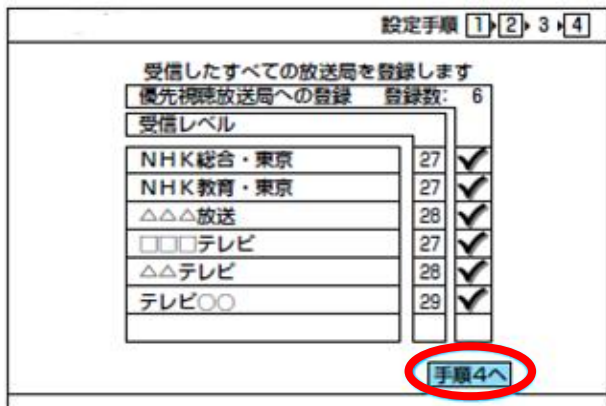 設定手順 1 2 3 4
受信したすべての放送局を登録します
優先視聴放送局への登録 登録数: 6
受信レベル
NHK総合・東京 27 ✓
NHK教育・東京 27 ✓
△△△放送 28 ✓
□□□テレビ 27 ✓
△△テレビ 28 ✓
テレビ○○ 29 ✓
手順4へ